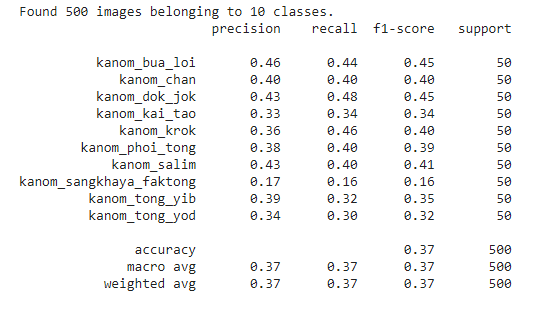 Found 500 images belonging to 10 classes.
precision recall f1-score support
kanom_bua_loi 0.46 0.44 0.45 50
kanom_chan 0.40 0.40 0.40 50
kanom_dok_jok 0.43 0.48 0.45 50
kanom_kai_tao 0.33 0.34 0.34 50
kanom_krok 0.36 0.46 0.40 50
kanom_phoi_tong 0.38 0.40 0.39 50
kanom_salim 0.43 0.40 0.41 50
kanom_sangkhaya_faktong 0.17 0.16 0.16 50
kanom_tong_yib 0.39 0.32 0.35 50
kanom_tong_yod 0.34 0.30 0.32 50
accuracy 0.37 500
macro avg 0.37 0.37 0.37 500
weighted avg 0.37 0.37 0.37 500